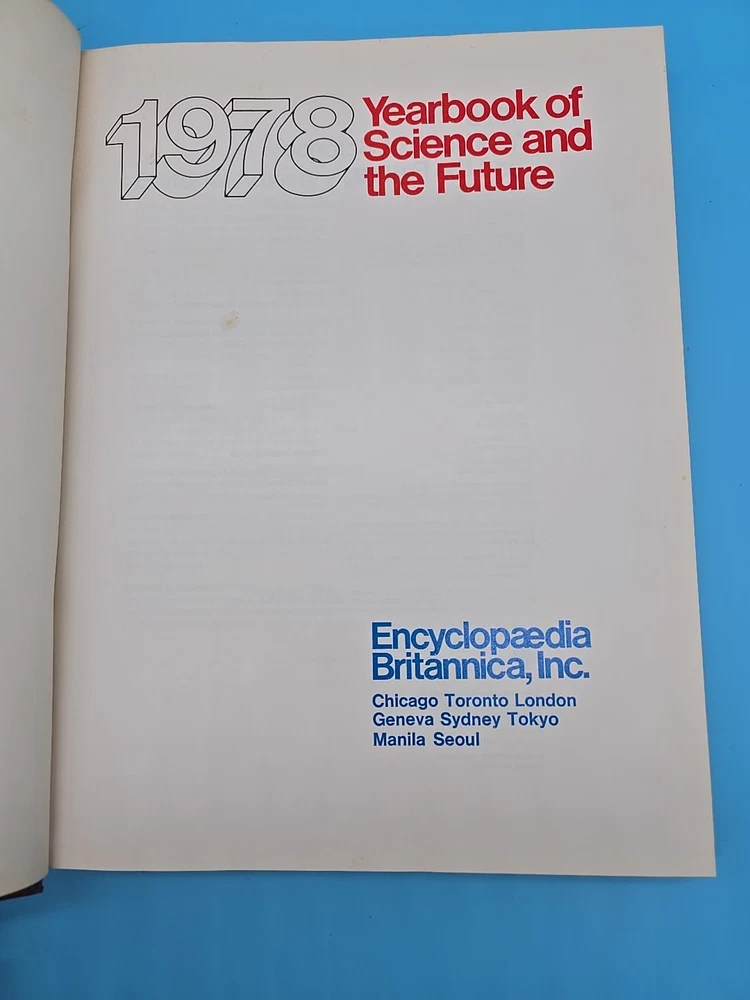 1978
Yearbook of
Science and
the Future
Encyclopædia
Britannica, Inc.
Chicago Toronto London
Geneva Sydney Tokyo
Manila Seoul